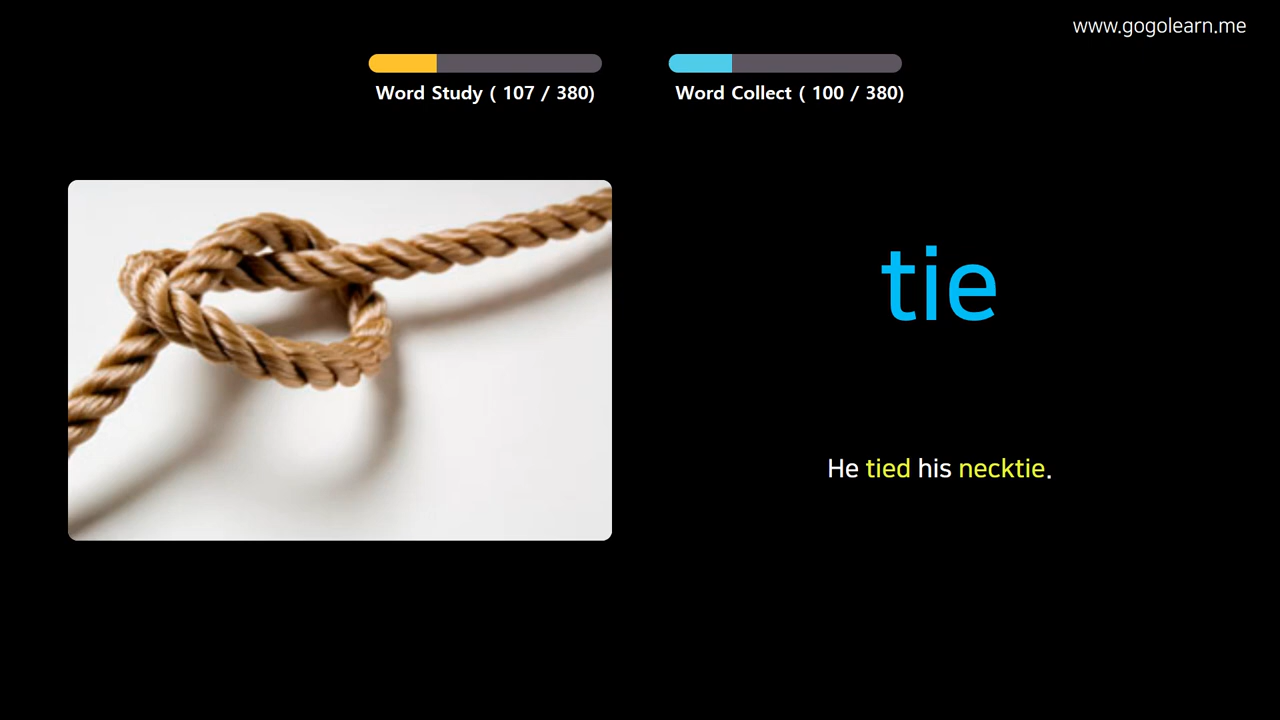 www.gogolearn.me
Word Study ( 107 / 380)
Word Collect ( 100 / 380)
tie
He tied his necktie.